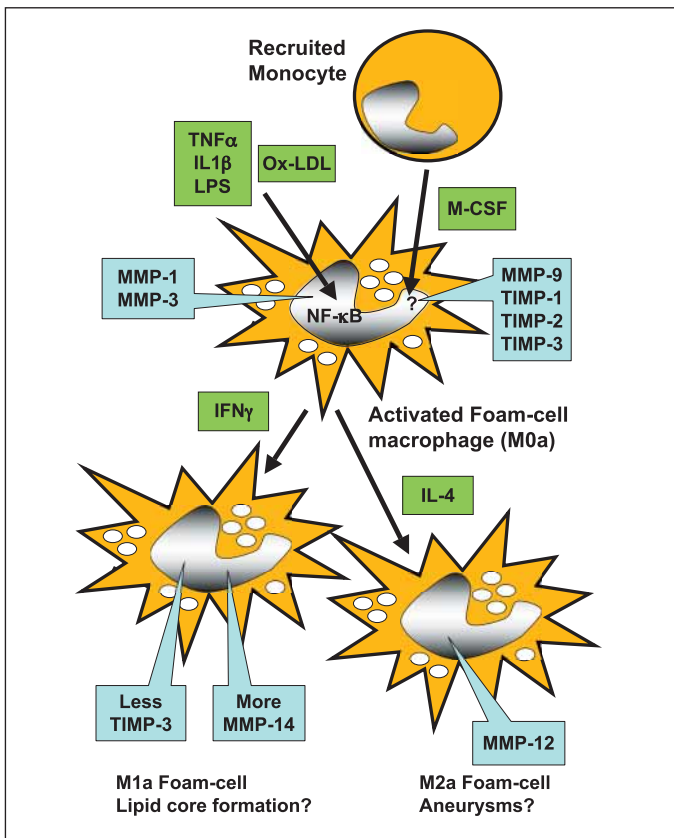 Recruited
Monocyte
TNFα
IL1β
LPS
Ox-LDL
M-CSF
MMP-1
MMP-3
NF-κB
?
MMP-9
TIMP-1
TIMP-2
TIMP-3
IFNγ
Activated Foam-cell
macrophage (M0a)
IL-4
Less
TIMP-3
More
MMP-14
MMP-12
M1a Foam-cell
Lipid core formation?
M2a Foam-cell
Aneurysms?